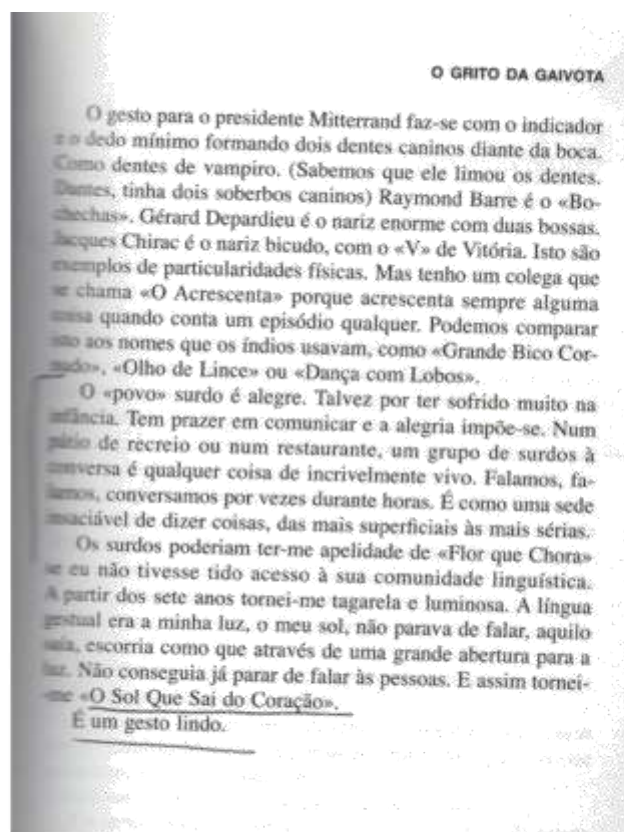 O GRITO DA GAIVOTA
O gesto para o presidente Mitterrand faz-se com o indicador
e o dedo mínimo formando dois dentes caninos diante da boca.
Como dentes de vampiro. (Sabemos que ele limou os dentes.
Dantes, tinha dois soberbos caninos) Raymond Barre é o «Bo-
chechas». Gérard Depardieu é o nariz enorme com duas bossas.
Jacques Chirac é o nariz bicudo, com o «V» de Vitória. Isto são
exemplos de particularidades físicas. Mas tenho um colega que
se chama «O Acrescenta» porque acrescenta sempre alguma
coisa quando conta um episódio qualquer. Podemos comparar
isto aos nomes que os índios usavam, como «Grande Bico Cor-
nado», «Olho de Lince» ou «Dança com Lobos».
O «povo» surdo é alegre. Talvez por ter sofrido muito na
infância. Tem prazer em comunicar e a alegria impõe-se. Num
pátio de recreio ou num restaurante, um grupo de surdos à
conversa é qualquer coisa de incrivelmente vivo. Falamos, fa-
lamos, conversamos por vezes durante horas. É como uma sede
insaciável de dizer coisas, das mais superficiais às mais sérias.
Os surdos poderiam ter-me apelidade de «Flor que Chora»
se eu não tivesse tido acesso à sua comunidade linguística.
A partir dos sete anos tornei-me tagarela e luminosa. A língua
gestual era a minha luz, o meu sol, não parava de falar, aquilo
saía, escorria como que através de uma grande abertura para a
luz. Não conseguia já parar de falar às pessoas. E assim tornei-
-me «O Sol Que Sai do Coração».
É um gesto lindo.